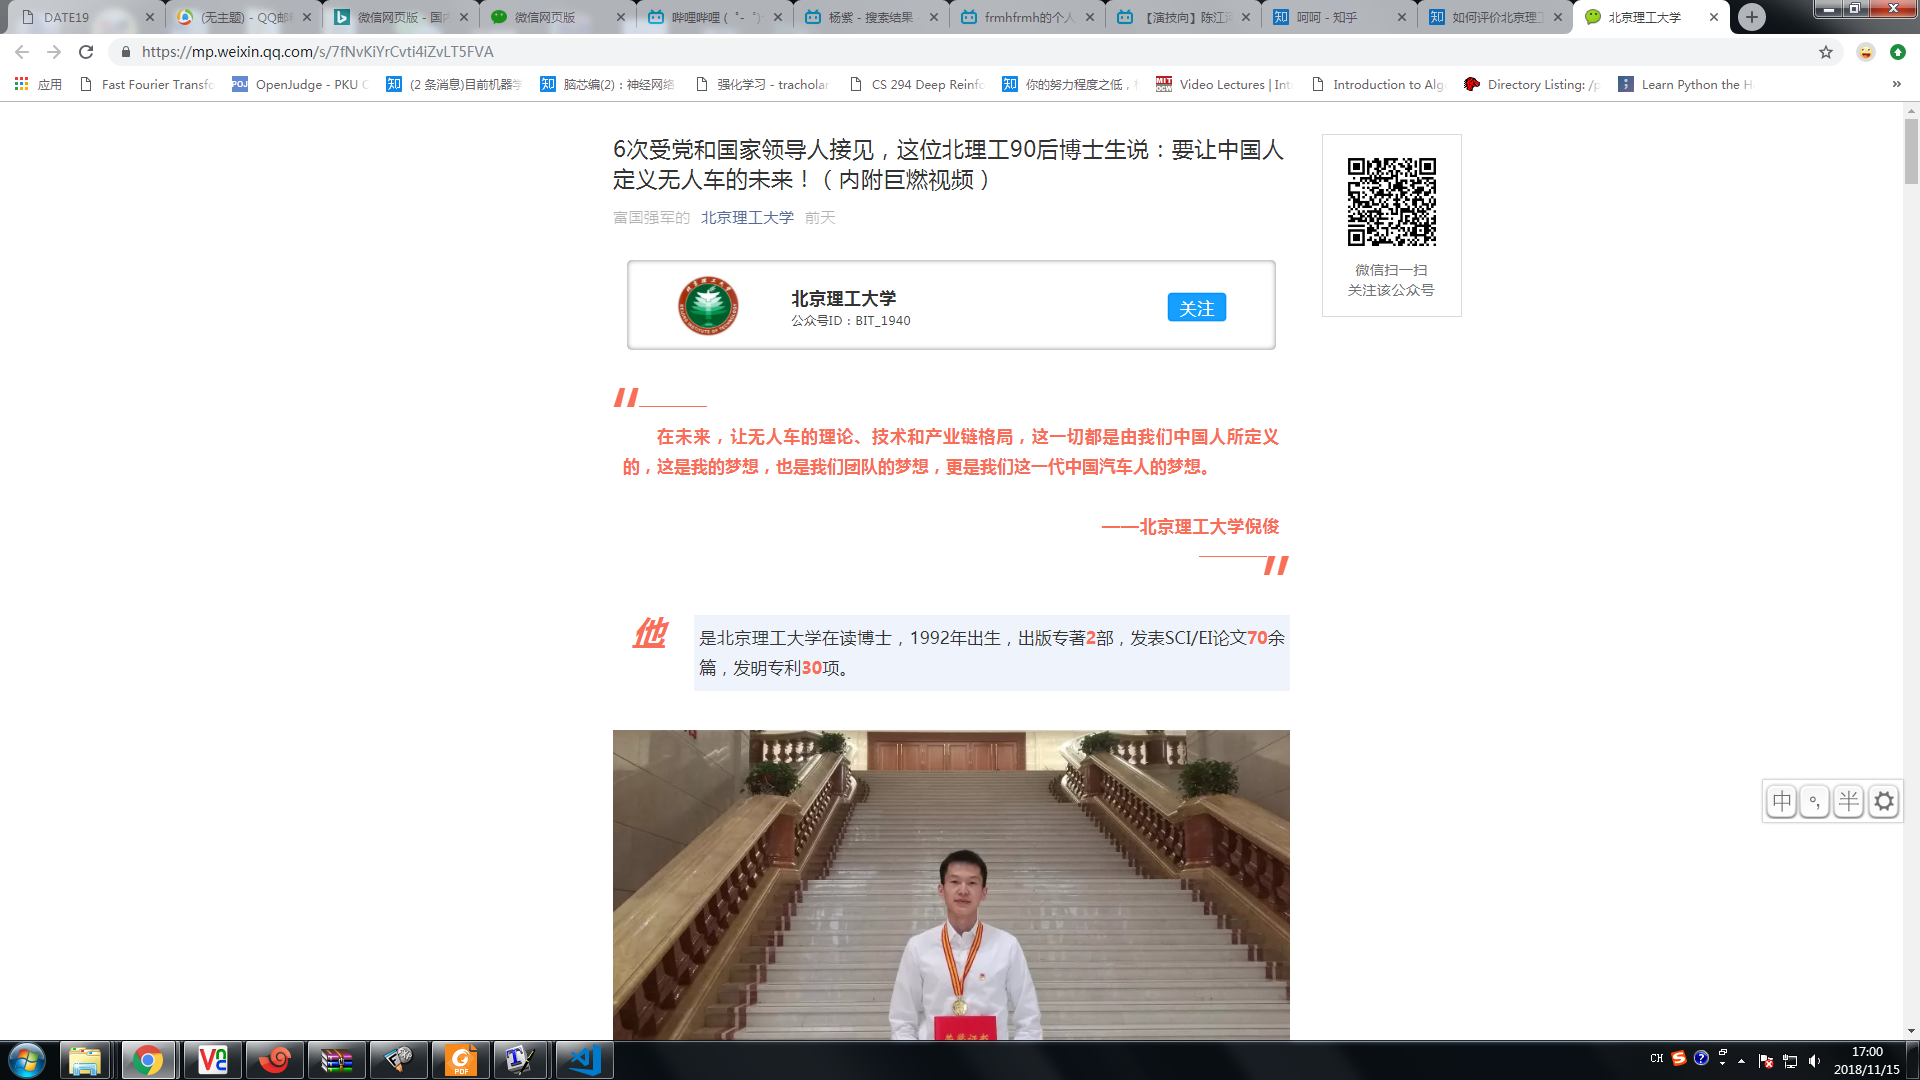 DATE19
(无主题) - QQ邮
微信网页版 - 国内
微信网页版
哔哩哔哩 ( ゜- ゜)つ
杨紫 - 搜索结果
frmhfrmh的个人
【演技向】陈江河
呵呵 - 知乎
如何评价北京理工
北京理工大学
https://mp.weixin.qq.com/s/7fNvKiYrCvti4iZvLT5FVA
应用
Fast Fourier Transfo
OpenJudge - PKU
(2 条消息)目前机器学
脑芯编(2)：神经网络
强化学习 - tracholar
CS 294 Deep Reinfo
你的努力程度之低，
Video Lectures | Int
Introduction to Algo
Directory Listing: /p
Learn Python the H
»
6次受党和国家领导人接见，这位北理工90后博士生说：要让中国人
定义无人车的未来！（ 内附巨燃视频 ）
富国强军的 北京理工大学 前天
微信扫一扫
关注该公众号
北京理工大学
公众号ID：BIT_1940
关注
在未来，让无人车的理论、技术和产业链格局，这一切都是由我们中国人所定义
的，这是我的梦想，也是我们团队的梦想，更是我们这一代中国汽车人的梦想。
——北京理工大学倪俊
他
是北京理工大学在读博士，1992年出生，出版专著2部，发表SCI/EI论文70余
篇，发明专利30项。
中 °, 半
CH
17:00
2018/11/15